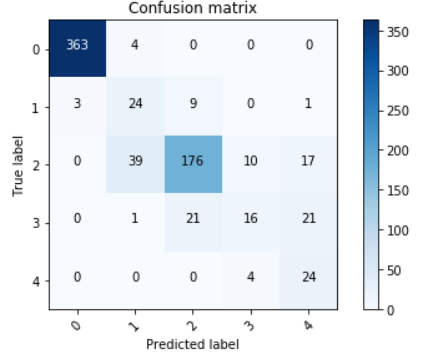 Confusion matrix
0 363 4 0 0 0
1 3 24 9 0 1
2 0 39 176 10 17
3 0 1 21 16 21
4 0 0 0 4 24
0 1 2 3 4
True label
Predicted label
350
300
250
200
150
100
50
0